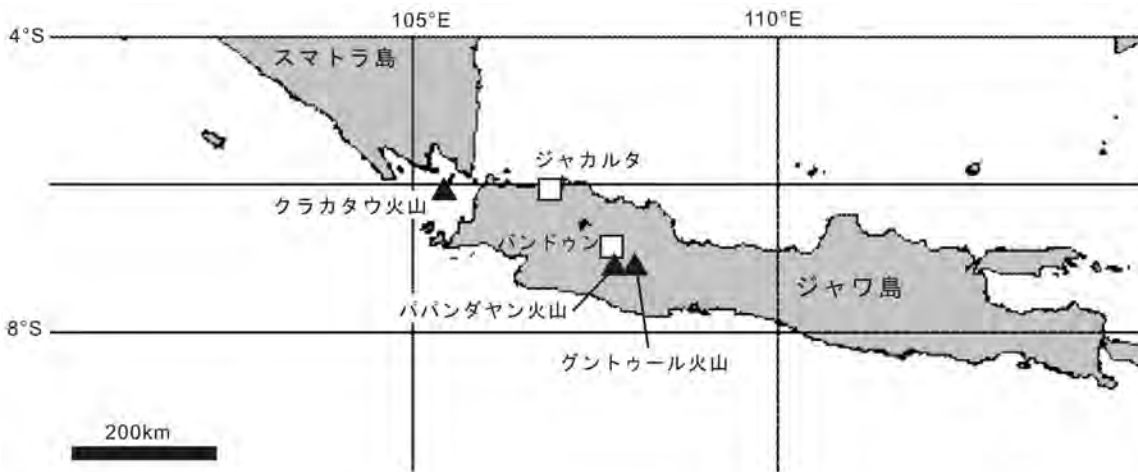 105°E
110°E
4°S
スマトラ島
ジャカルタ
クラカタウ火山
バンドゥン
ジャワ島
パパンダヤン火山
8°S
グントゥール火山
200km